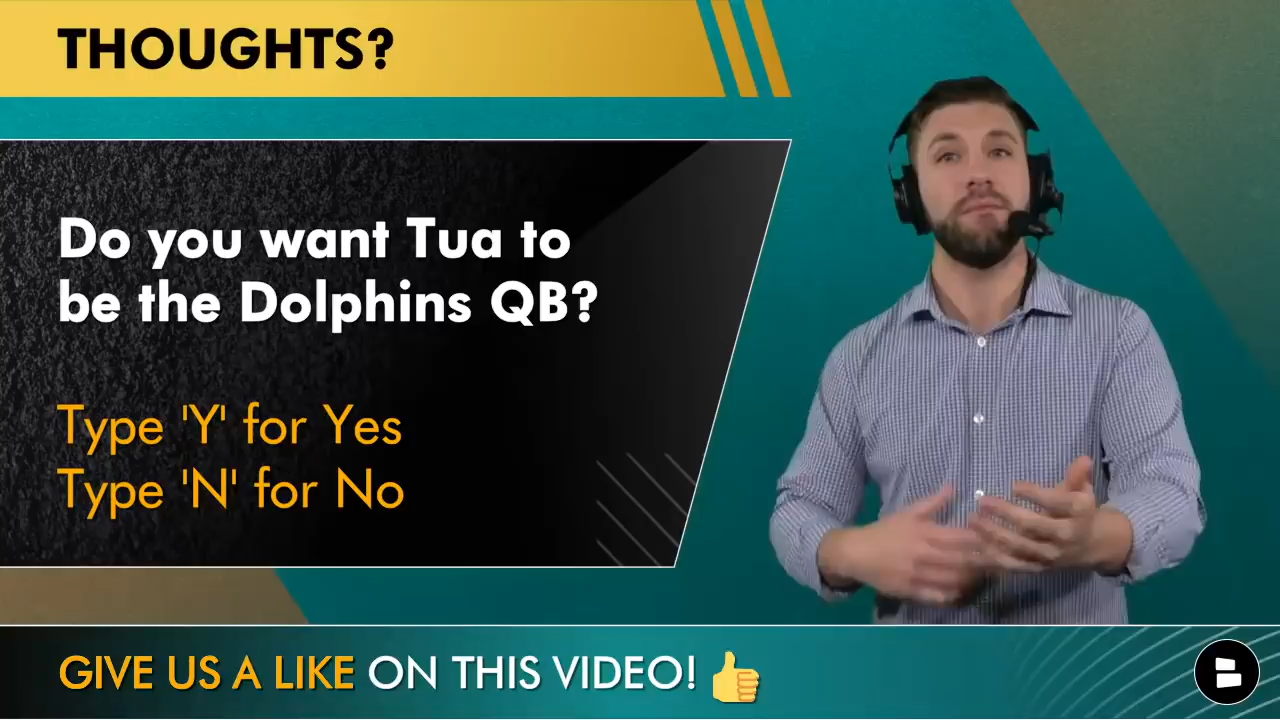 THOUGHTS?
Do you want Tua to
be the Dolphins QB?
Type 'Y' for Yes
Type 'N' for No
GIVE US A LIKE ON THIS VIDEO!